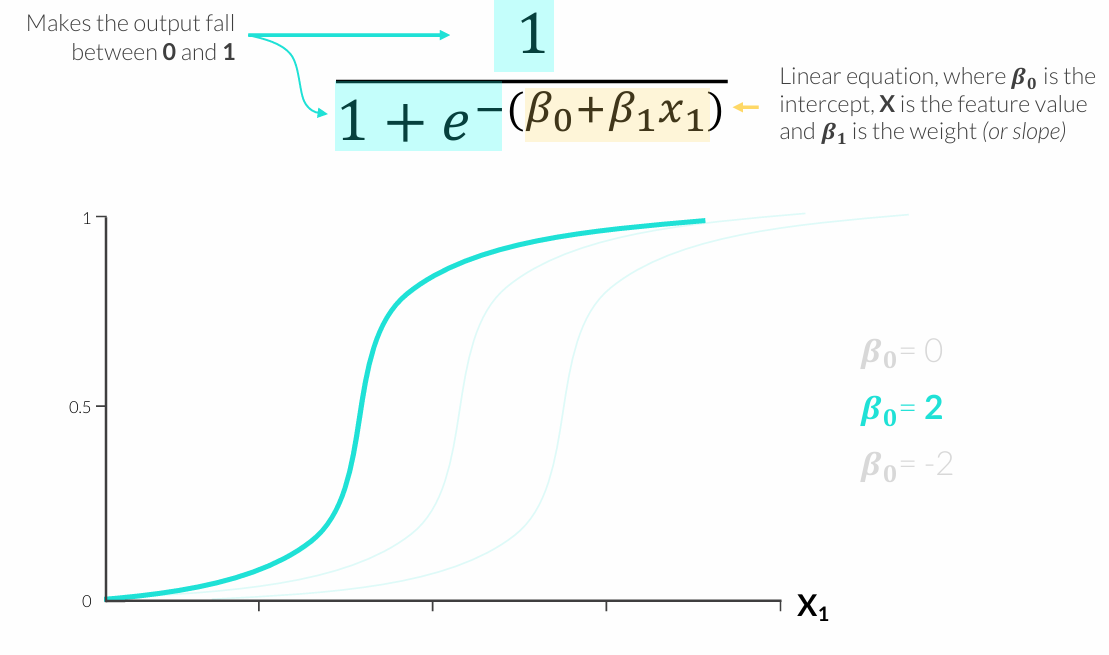 Makes the output fall
between 0 and 1
1
1 + e^−(β₀+β₁x₁)
Linear equation, where β₀ is the
intercept, X is the feature value
and β₁ is the weight (or slope)
1
0.5
0
β₀= 0
β₀= 2
β₀= -2
X₁